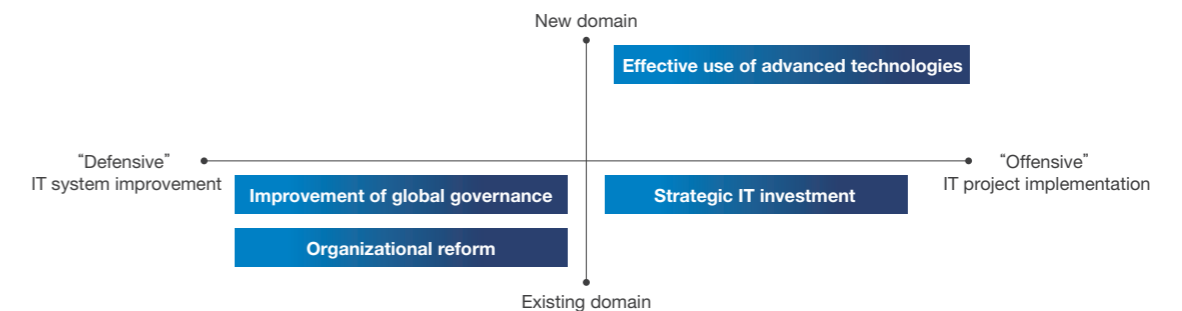 New domain
Effective use of advanced technologies
“Defensive”
IT system improvement
“Offensive”
IT project implementation
Improvement of global governance
Strategic IT investment
Organizational reform
Existing domain